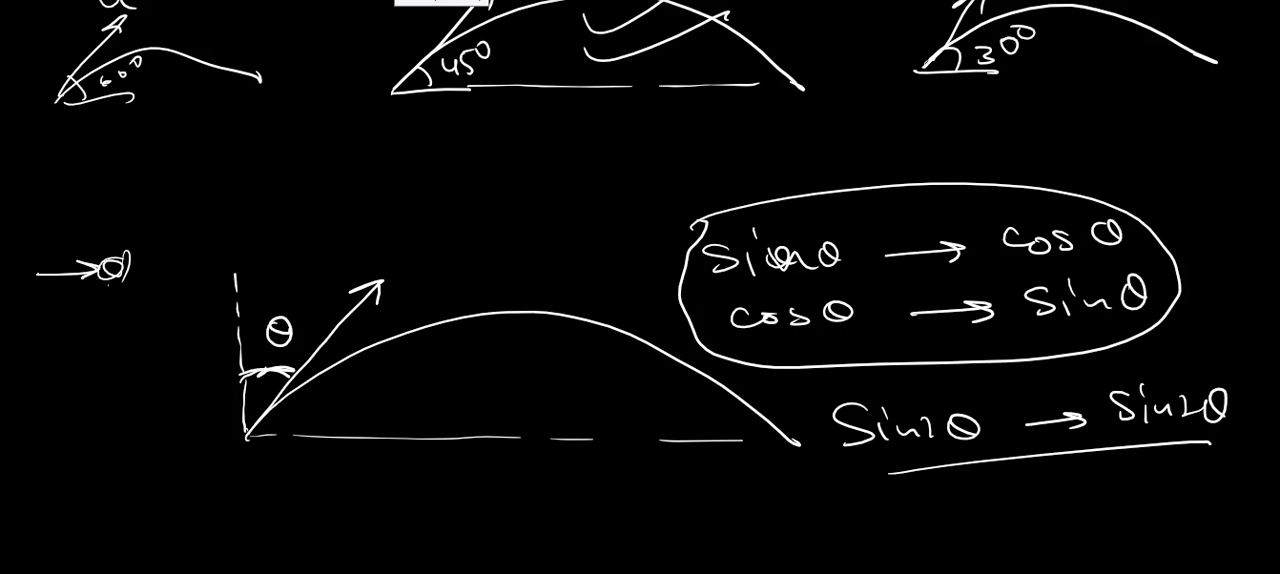 60°
45°
30°
θ
θ
sinθ → cosθ
cosθ → sinθ
sin2θ → sin2θ